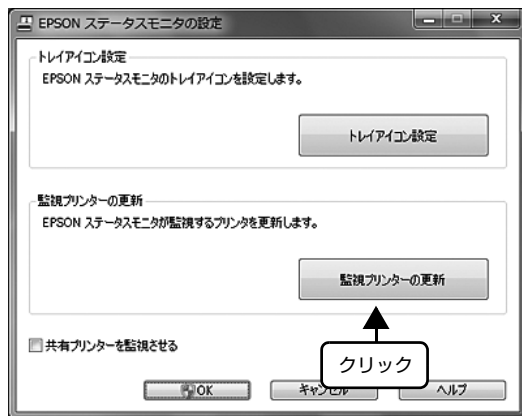 EPSON ステータスモニタの設定
トレイアイコン設定
EPSON ステータスモニタのトレイアイコンを設定します。
トレイアイコン設定
監視プリンターの更新
EPSON ステータスモニタが監視するプリンタを更新します。
監視プリンターの更新
共有プリンターを監視させる
クリック
OK
キャンセル
ヘルプ